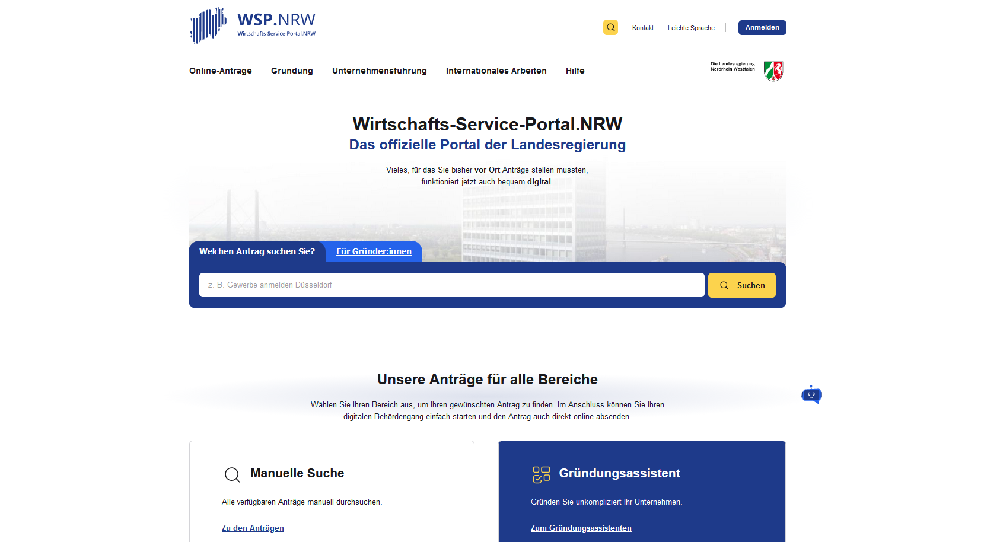 WSP.NRW
Wirtschafts-Service-Portal.NRW
Kontakt
Leichte Sprache
Anmelden
Online-Anträge
Gründung
Unternehmensführung
Internationales Arbeiten
Hilfe
Die Landesregierung
Nordrhein-Westfalen
Wirtschafts-Service-Portal.NRW
Das offizielle Portal der Landesregierung
Vieles, für das Sie bisher vor Ort Anträge stellen mussten,
funktioniert jetzt auch bequem digital.
Welchen Antrag suchen Sie?
Für Gründer:innen
z. B. Gewerbe anmelden Düsseldorf
Suchen
Unsere Anträge für alle Bereiche
Wählen Sie Ihren Bereich aus, um Ihren gewünschten Antrag zu finden. Im Anschluss können Sie Ihren
digitalen Behördengang einfach starten und den Antrag auch direkt online absenden.
Manuelle Suche
Alle verfügbaren Anträge manuell durchsuchen.
Zu den Anträgen
Gründungsassistent
Gründen Sie unkompliziert Ihr Unternehmen.
Zum Gründungsassistenten